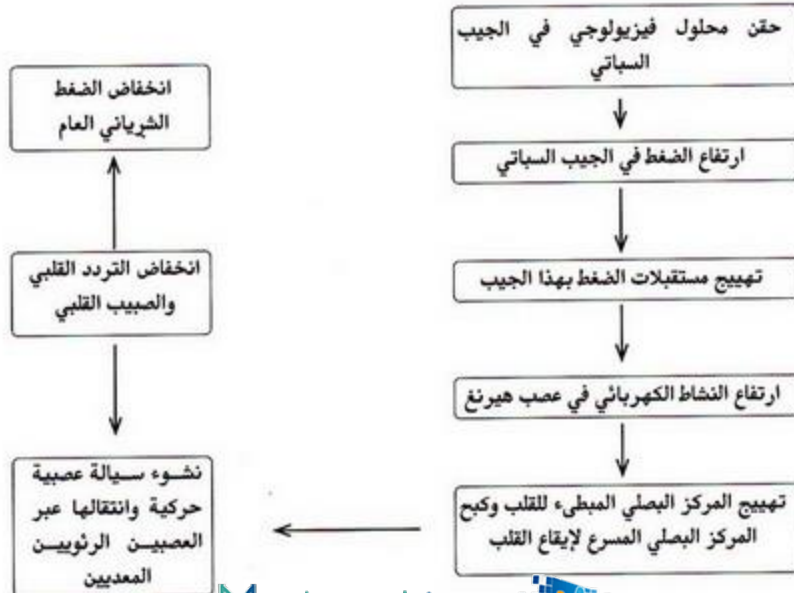 حقن محلول فيزيولوجي في الجيب
السباتي
ارتفاع الضغط في الجيب السباتي
تهييج مستقبلات الضغط بهذا الجيب
ارتفاع النشاط الكهربائي في عصب هيرنغ
تهييج المركز البصلي المبطىء للقلب وكبح
المركز البصلي المسرع لإيقاع القلب
نشوء سيالة عصبية
حركية وانتقالها عبر
العصبين الرئويين
المعديين
انخفاض التردد القلبي
والصبيب القلبي
انخفاض الضغط
الشرياني العام